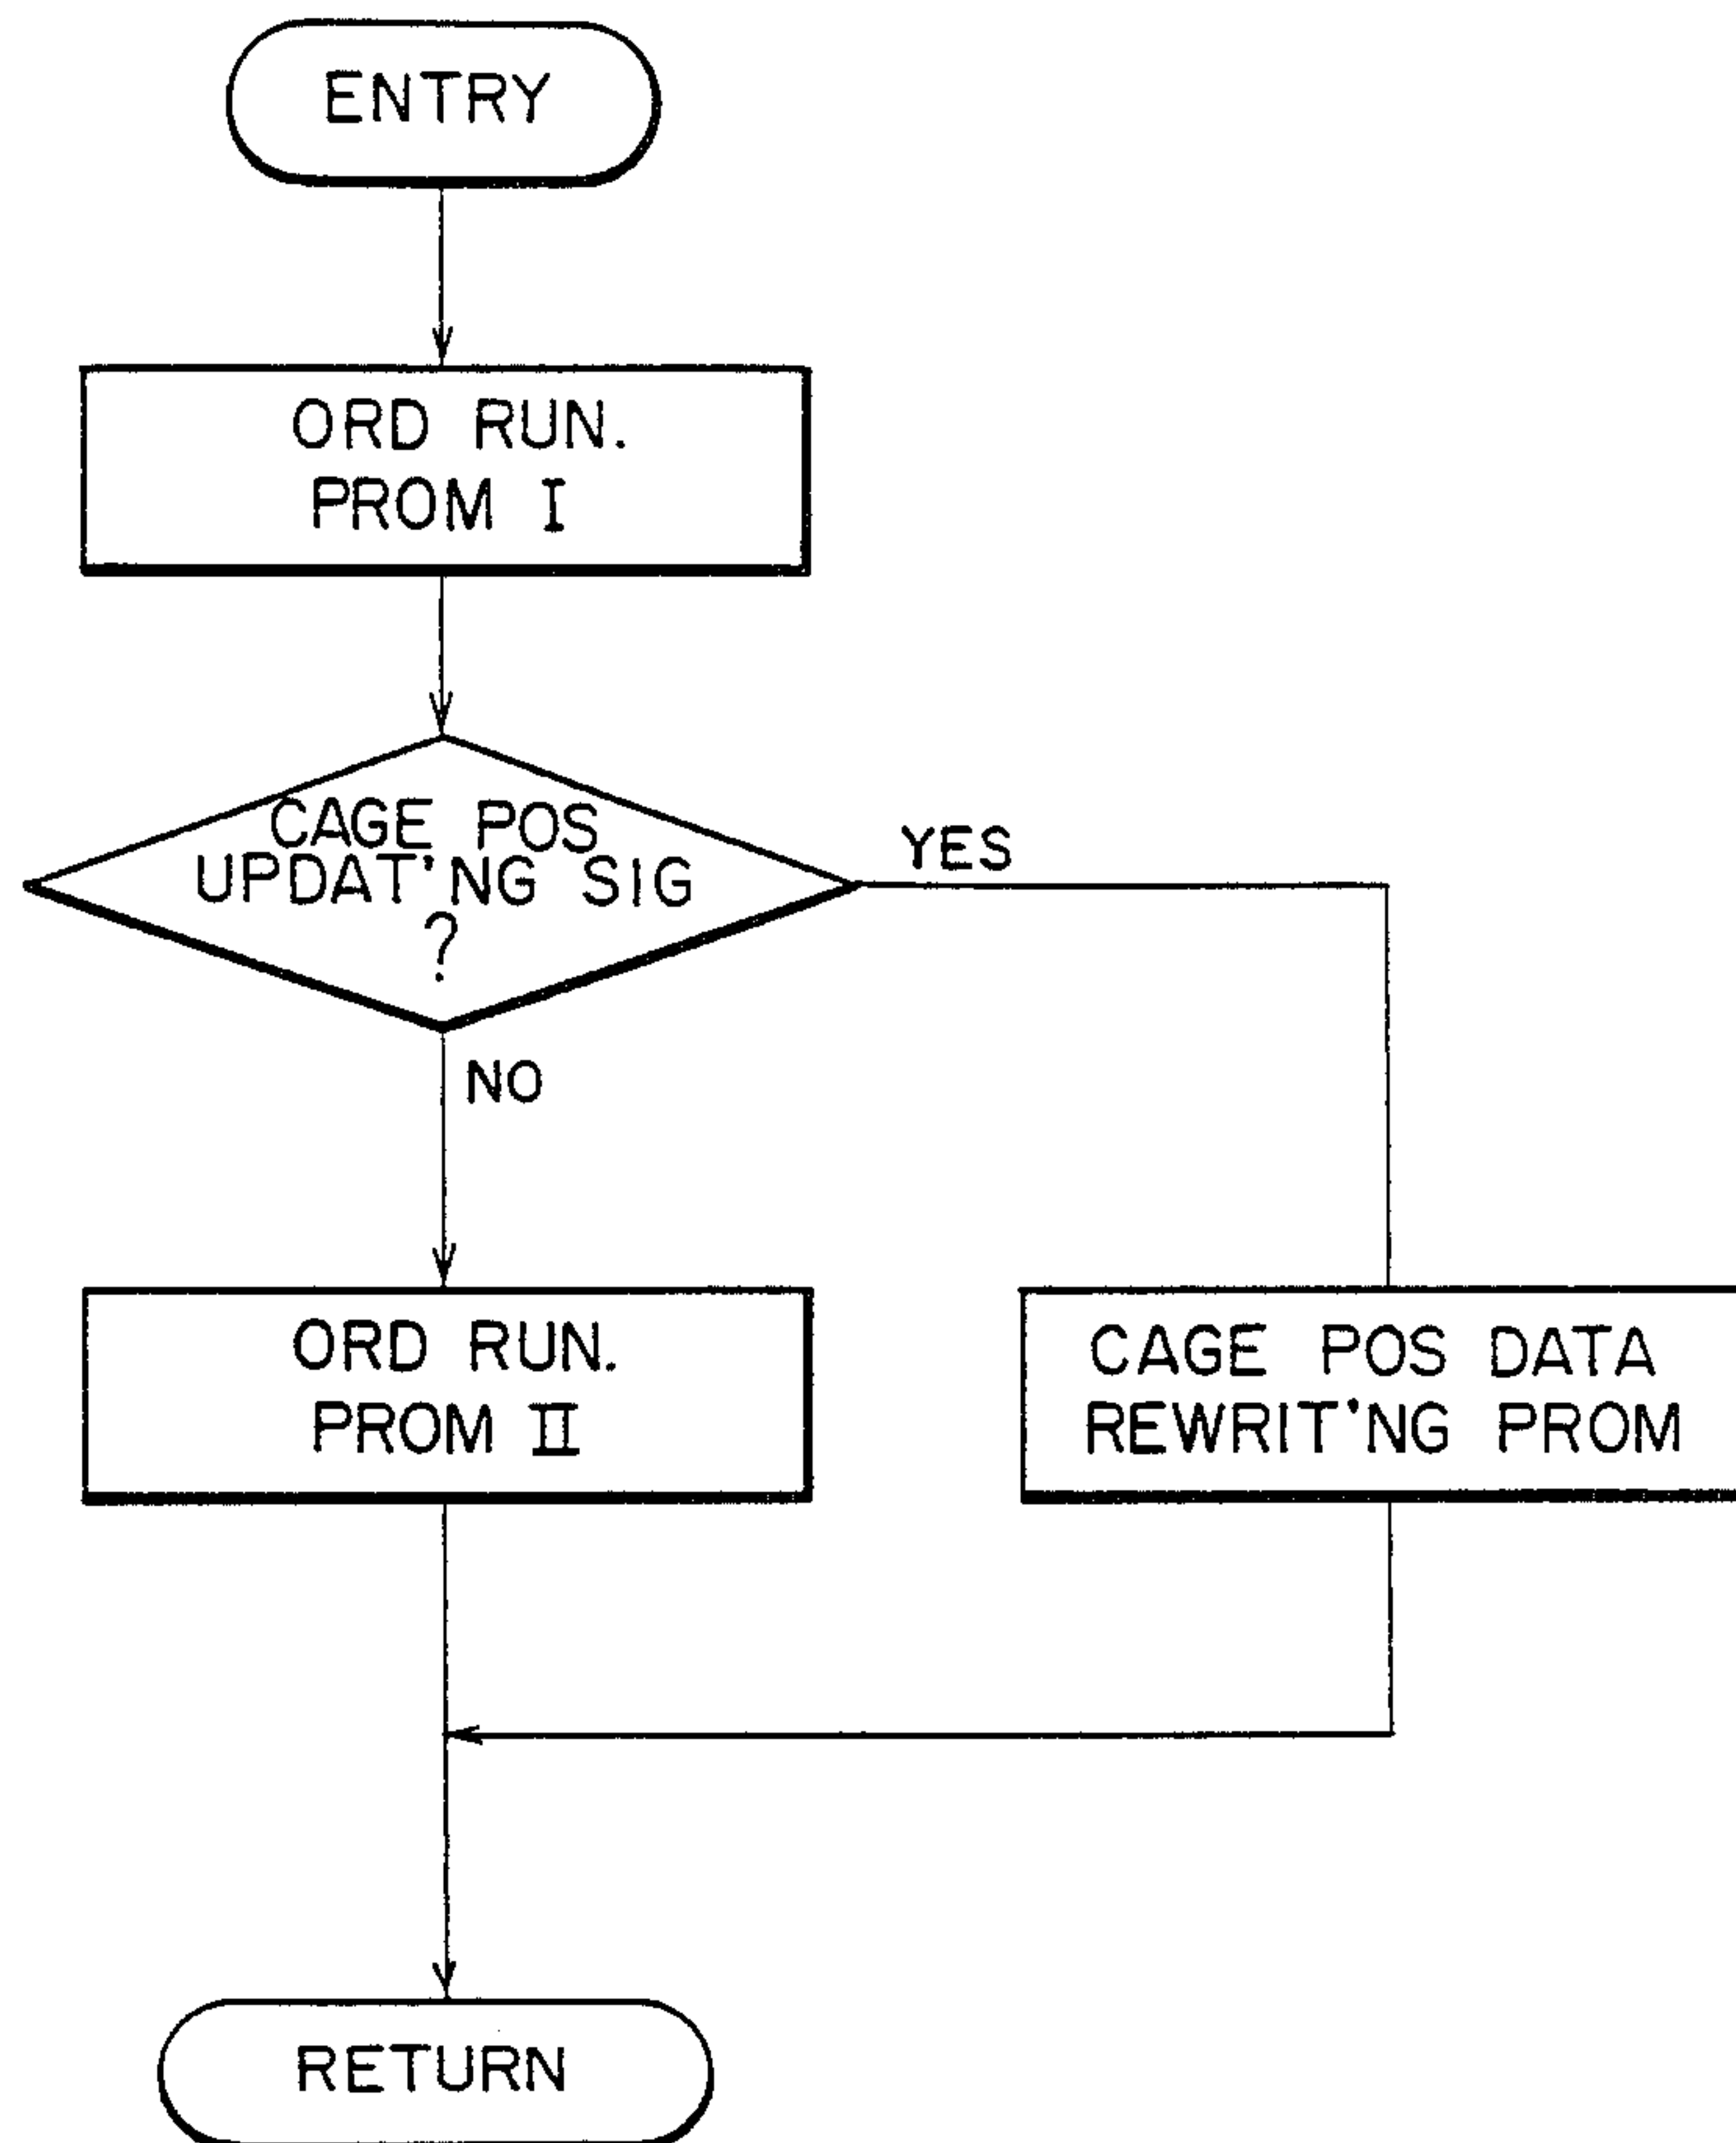 ENTRY
ORD RUN.
PROM I
CAGE POS
UPDAT'NG SIG
?
YES
NO
ORD RUN.
PROM II
CAGE POS DATA
REWRIT'NG PROM
RETURN